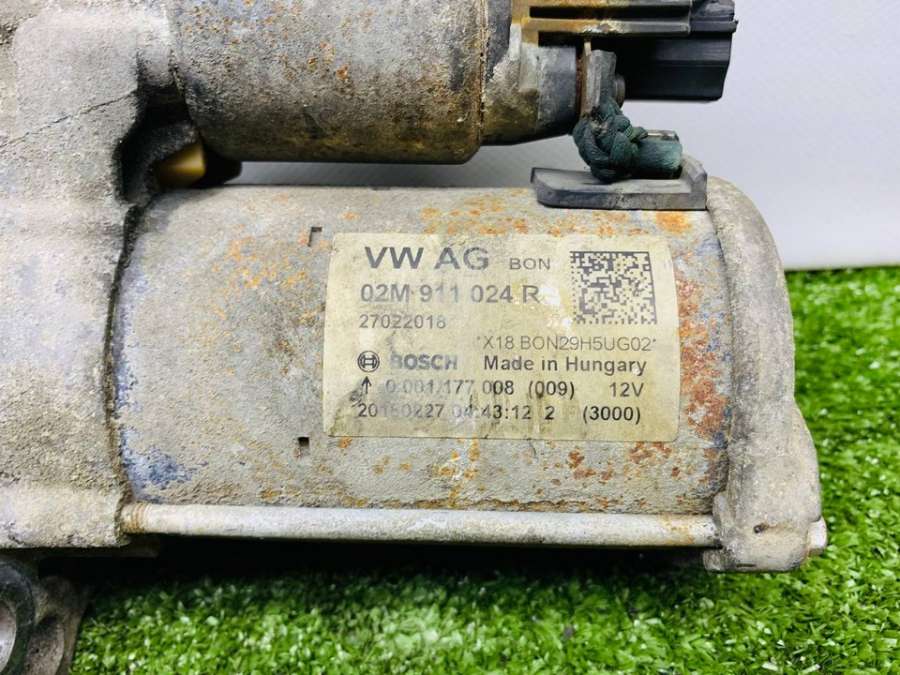 VW AG BON
02M 911 024 R
27022018
*X18 BON29H5UG02*
BOSCH Made in Hungary
↑ 0.001.177.008 (009) 12V
20180227 04:43:12 2 (3000)